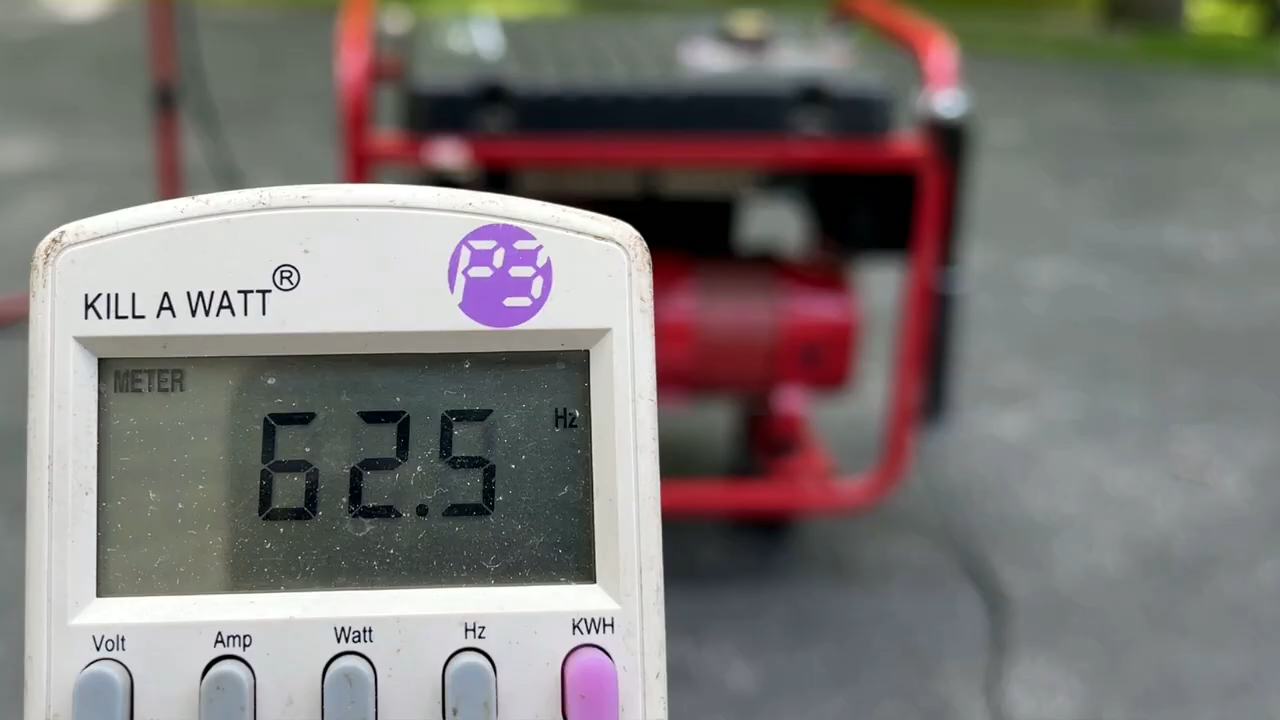 KILL A WATT®
P3
METER
62.5 Hz
Volt Amp Watt Hz KWH